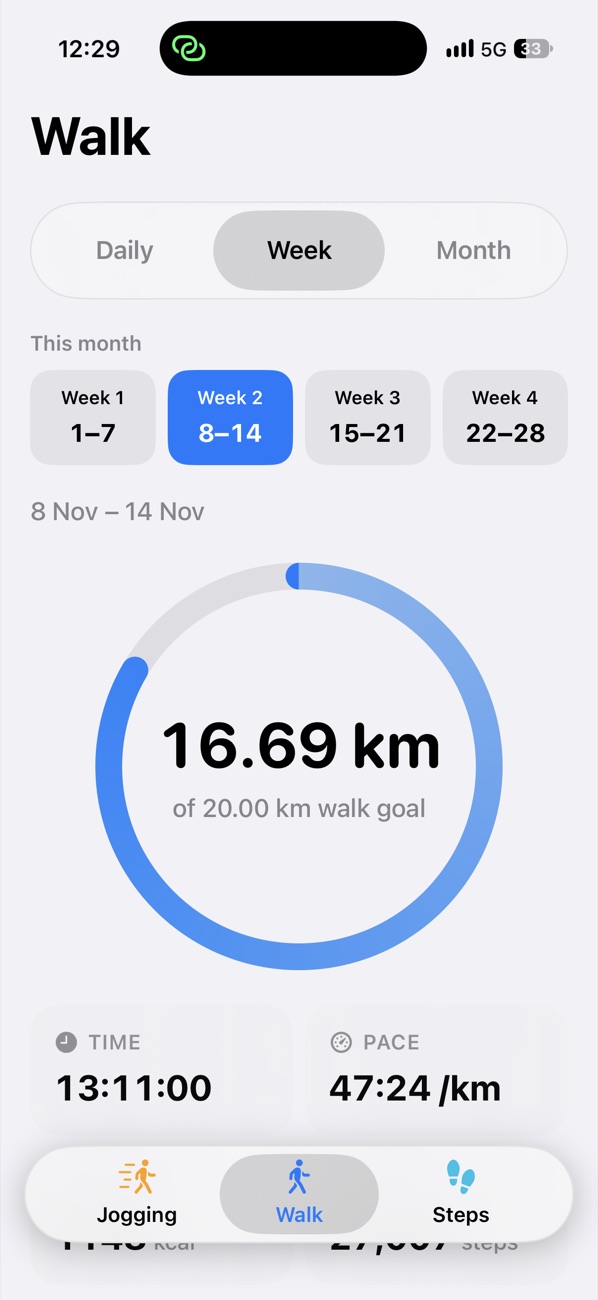 12:29
5G
33
Walk
Daily Week Month
This month
Week 1 Week 2 Week 3 Week 4
1–7 8–14 15–21 22–28
8 Nov – 14 Nov
16.69 km
of 20.00 km walk goal
TIME PACE
13:11:00 47:24 /km
Jogging Walk Steps
kcal steps